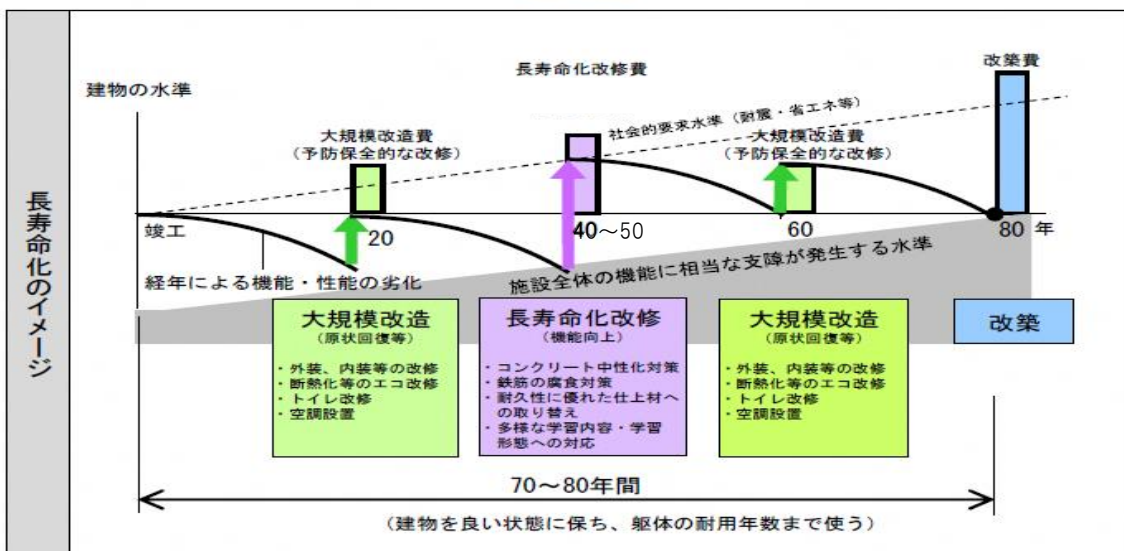 長寿命化のイメージ
長寿命化改修費
改築費
建物の水準
社会的要求水準（耐震・省エネ等）
大規模改造費
（予防保全的な改修）
大規模改造費
（予防保全的な改修）
竣工
20
40～50
60
80 年
経年による機能・性能の劣化
施設全体の機能に相当な支障が発生する水準
大規模改造
（原状回復等）
・外装、内装等の改修
・断熱化等のエコ改修
・トイレ改修
・空調設置
長寿命化改修
（機能向上）
・コンクリート中性化対策
・鉄筋の腐食対策
・耐久性に優れた仕上材へ
の取り替え
・多様な学習内容・学習
形態への対応
大規模改造
（原状回復等）
・外装、内装等の改修
・断熱化等のエコ改修
・トイレ改修
・空調設置
改築
70～80年間
（建物を良い状態に保ち、躯体の耐用年数まで使う）